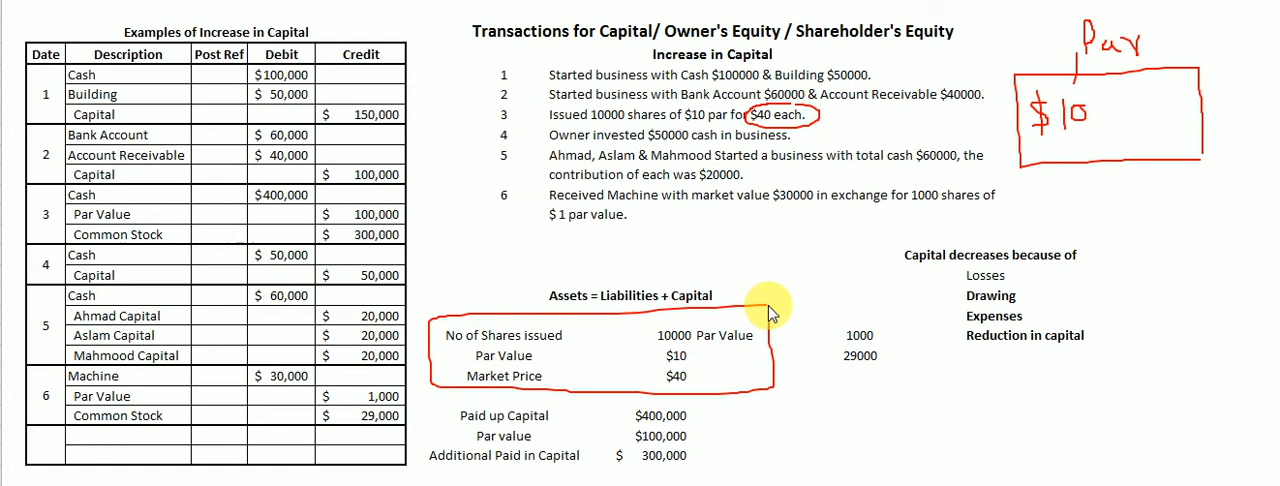 Examples of Increase in Capital
Date Description Post Ref Debit Credit
1 Cash $100,000
Building $ 50,000
Capital $ 150,000
2 Bank Account $ 60,000
Account Receivable $ 40,000
Capital $ 100,000
3 Cash $400,000
Par Value $ 100,000
Common Stock $ 300,000
4 Cash $ 50,000
Capital $ 50,000
5 Cash $ 60,000
Ahmad Capital $ 20,000
Aslam Capital $ 20,000
Mahmood Capital $ 20,000
6 Machine $ 30,000
Par Value $ 1,000
Common Stock $ 29,000
Transactions for Capital/ Owner's Equity / Shareholder's Equity
Increase in Capital
1 Started business with Cash $100000 & Building $50000.
2 Started business with Bank Account $60000 & Account Receivable $40000.
3 Issued 10000 shares of $10 par for $40 each.
4 Owner invested $50000 cash in business.
5 Ahmad, Aslam & Mahmood Started a business with total cash $60000, the
contribution of each was $20000.
6 Received Machine with market value $30000 in exchange for 1000 shares of
$ 1 par value.
Par
$10
Assets = Liabilities + Capital
No of Shares issued 10000 Par Value 1000
Par Value $10 29000
Market Price $40
Paid up Capital $400,000
Par value $100,000
Additional Paid in Capital $ 300,000
Capital decreases because of
Losses
Drawing
Expenses
Reduction in capital